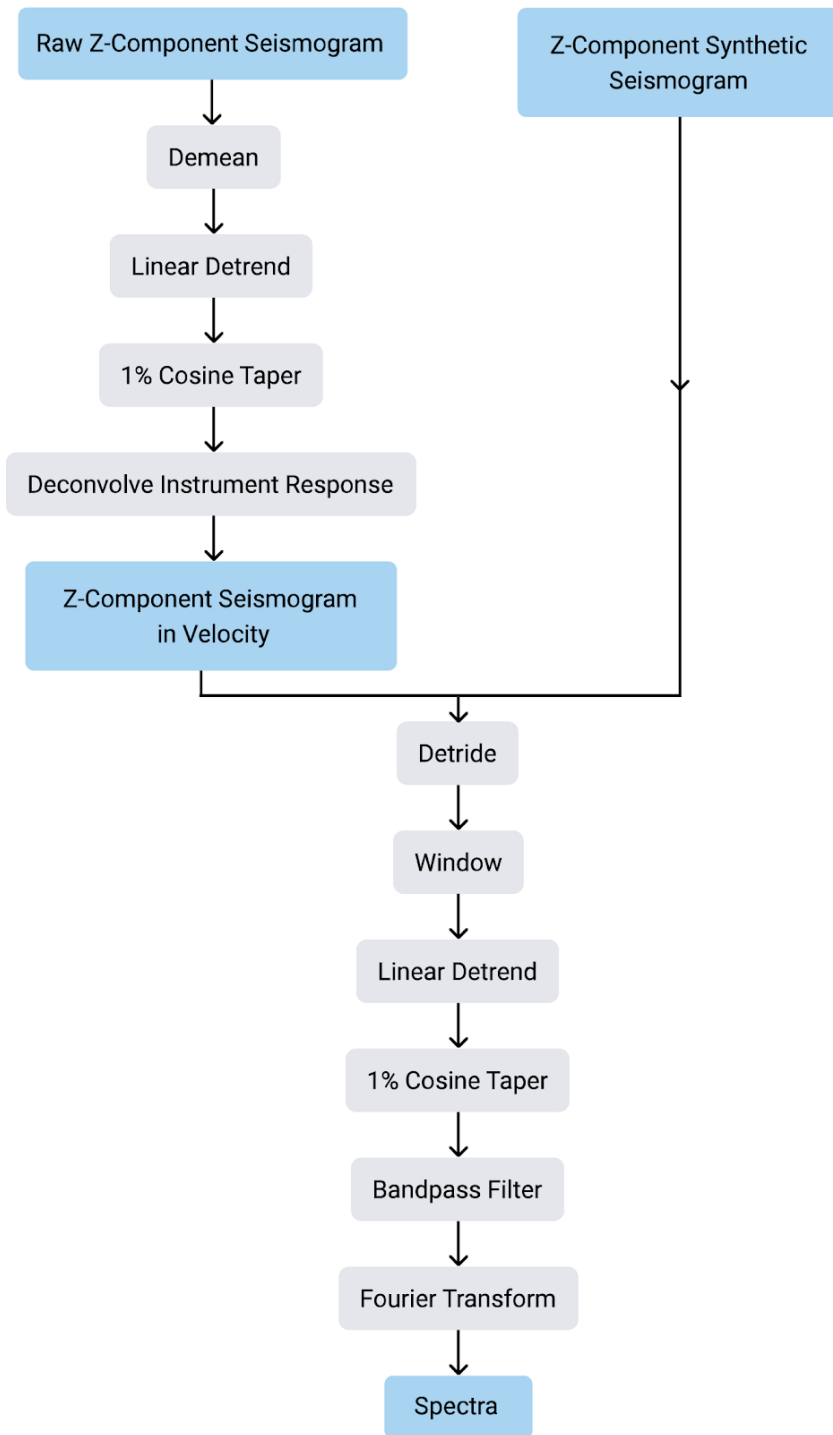 Raw Z-Component Seismogram
Z-Component Synthetic
Seismogram
Demean
Linear Detrend
1% Cosine Taper
Deconvolve Instrument Response
Z-Component Seismogram
in Velocity
Detride
Window
Linear Detrend
1% Cosine Taper
Bandpass Filter
Fourier Transform
Spectra